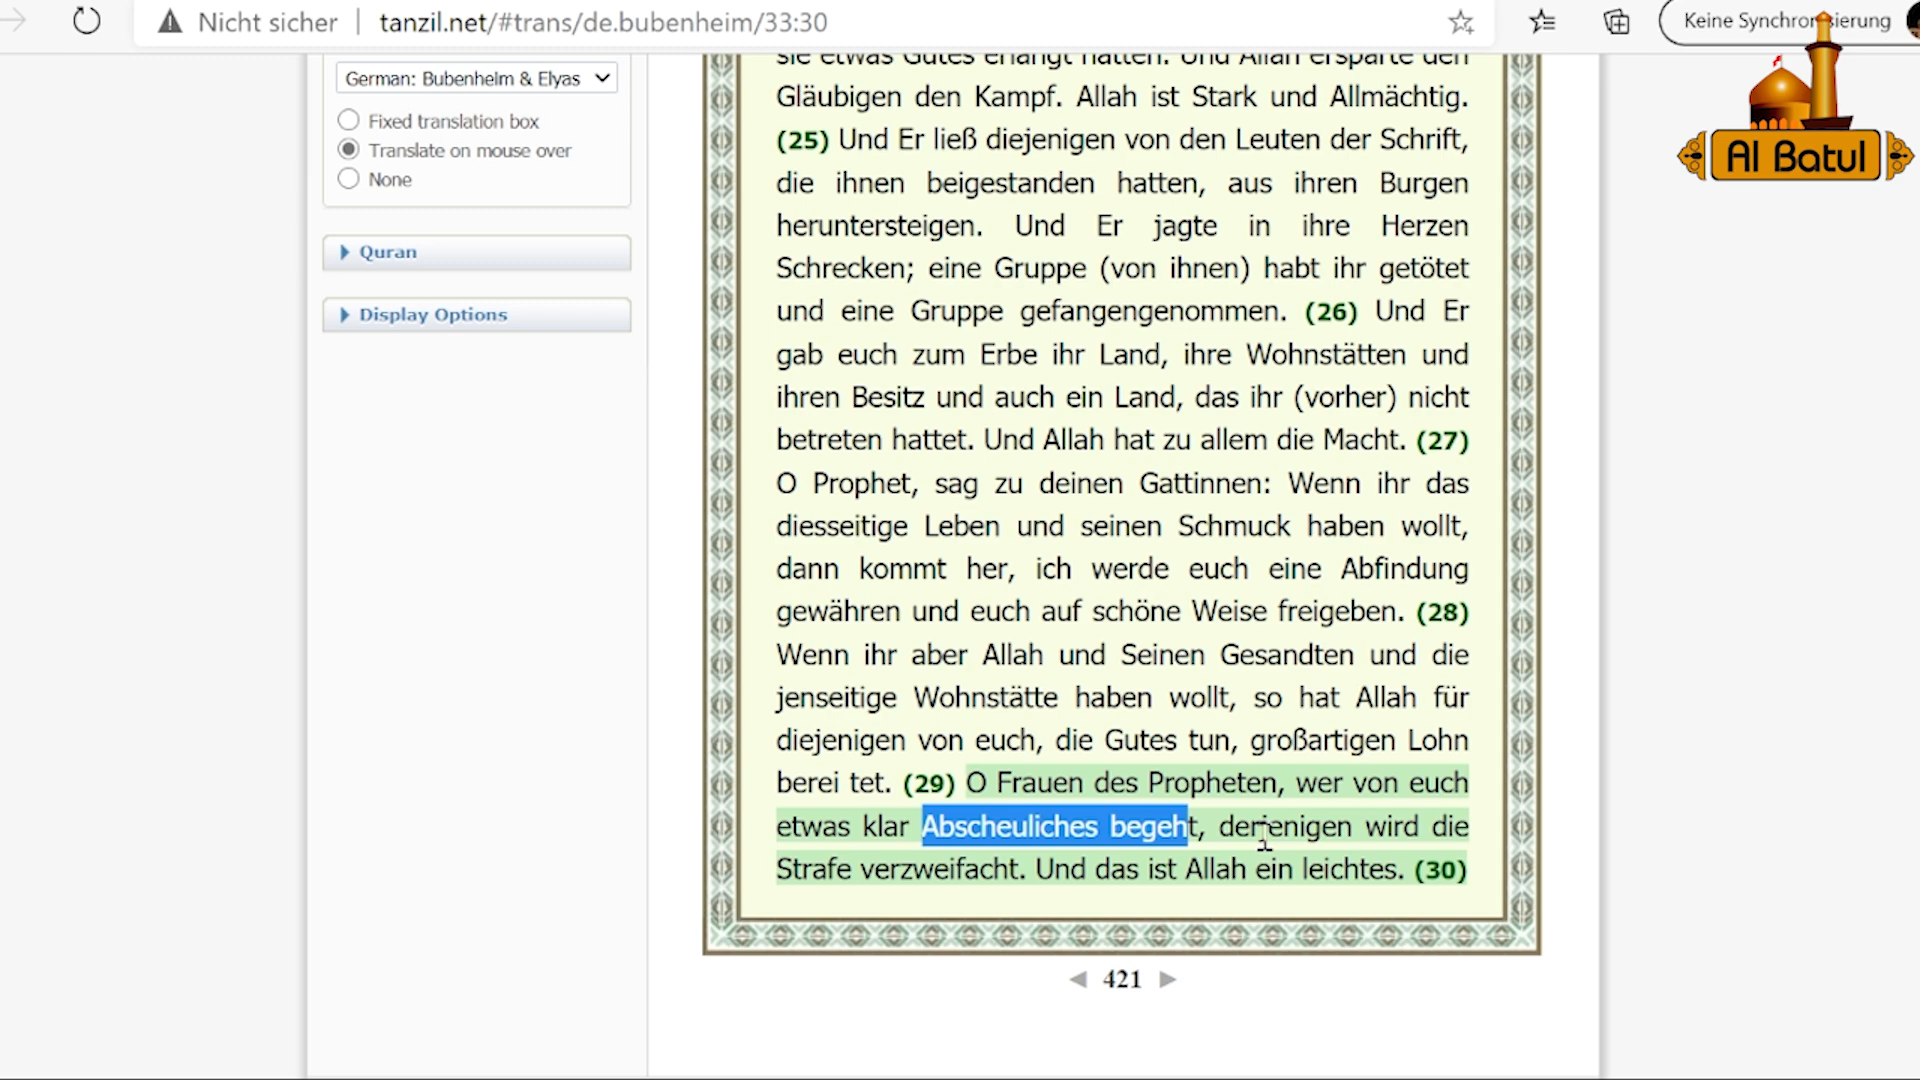 Nicht sicher | tanzil.net/#trans/de.bubenheim/33:30
Keine Synchronisierung
Al Batul
German: Bubenheim & Elyas
Fixed translation box
Translate on mouse over
None
Quran
Display Options
sie etwas Gutes erlangt hätten. Und Allah ersparte den
Gläubigen den Kampf. Allah ist Stark und Allmächtig.
(25) Und Er ließ diejenigen von den Leuten der Schrift,
die ihnen beigestanden hatten, aus ihren Burgen
heruntersteigen. Und Er jagte in ihre Herzen
Schrecken; eine Gruppe (von ihnen) habt ihr getötet
und eine Gruppe gefangengenommen. (26) Und Er
gab euch zum Erbe ihr Land, ihre Wohnstätten und
ihren Besitz und auch ein Land, das ihr (vorher) nicht
betreten hattet. Und Allah hat zu allem die Macht. (27)
O Prophet, sag zu deinen Gattinnen: Wenn ihr das
diesseitige Leben und seinen Schmuck haben wollt,
dann kommt her, ich werde euch eine Abfindung
gewähren und euch auf schöne Weise freigeben. (28)
Wenn ihr aber Allah und Seinen Gesandten und die
jenseitige Wohnstätte haben wollt, so hat Allah für
diejenigen von euch, die Gutes tun, großartigen Lohn
berei tet. (29) O Frauen des Propheten, wer von euch
etwas klar Abscheuliches begeht, derjenigen wird die
Strafe verzweifacht. Und das ist Allah ein leichtes. (30)
421